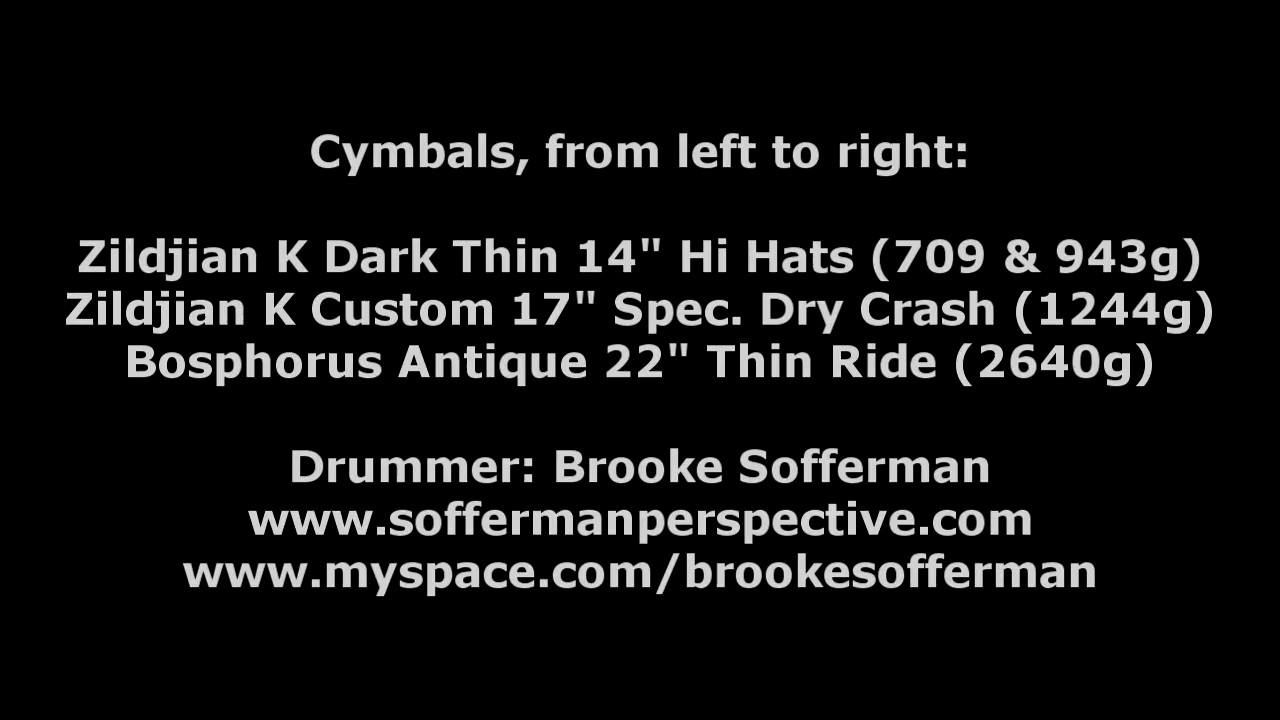 Cymbals, from left to right:
Zildjian K Dark Thin 14" Hi Hats (709 & 943g)
Zildjian K Custom 17" Spec. Dry Crash (1244g)
Bosphorus Antique 22" Thin Ride (2640g)
Drummer: Brooke Sofferman
www.soffermanperspective.com
www.myspace.com/brookesofferman